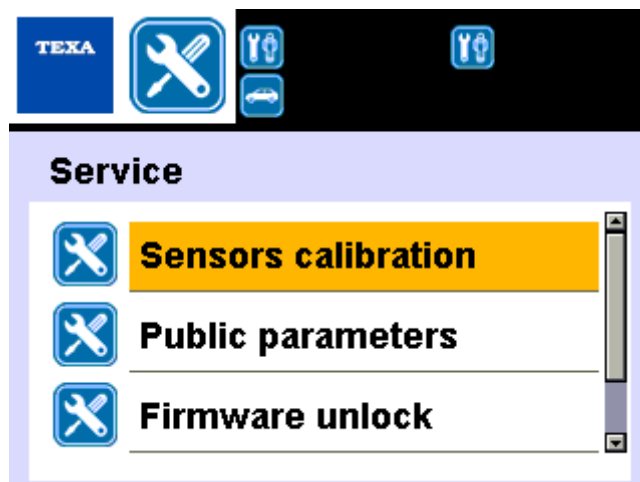 TEXA
Service
Sensors calibration
Public parameters
Firmware unlock